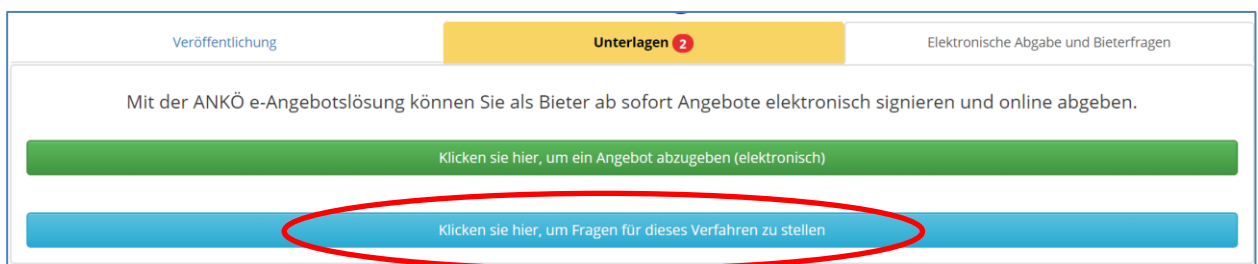 Veröffentlichung
Unterlagen 2
Elektronische Abgabe und Bieterfragen
Mit der ANKÖ e-Angebotslösung können Sie als Bieter ab sofort Angebote elektronisch signieren und online abgeben.
Klicken sie hier, um ein Angebot abzugeben (elektronisch)
Klicken sie hier, um Fragen für dieses Verfahren zu stellen